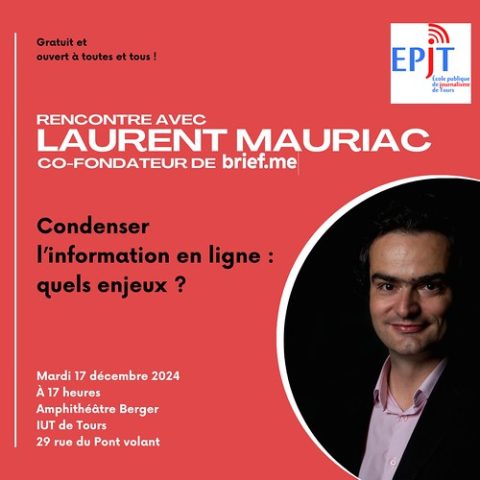 Gratuit et
ouvert à toutes et tous !
EPJT
École publique
de journalisme
de Tours
RENCONTRE AVEC
LAURENT MAURIAC
CO-FONDATEUR DE brief.me
Condenser
l'information en ligne :
quels enjeux ?
Mardi 17 décembre 2024
À 17 heures
Amphithéâtre Berger
IUT de Tours
29 rue du Pont volant